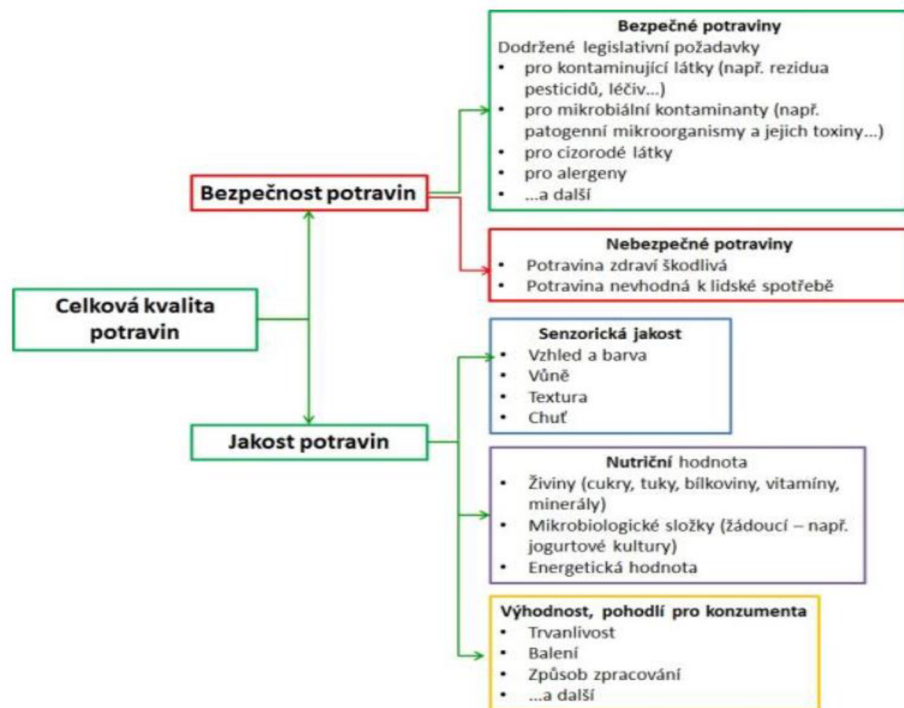 Bezpečné potraviny
Dodržené legislativní požadavky
• pro kontaminující látky (např. rezidua
pesticidů, léčiv...)
• pro mikrobiální kontaminanty (např.
patogenní mikroorganismy a jejich toxiny...)
• pro cizorodé látky
• pro alergeny
• ...a další
Bezpečnost potravin
Nebezpečné potraviny
• Potravina zdraví škodlivá
• Potravina nevhodná k lidské spotřebě
Celková kvalita
potravin
Senzorická jakost
• Vzhled a barva
• Vůně
• Textura
• Chuť
Jakost potravin
Nutriční hodnota
• Živiny (cukry, tuky, bílkoviny, vitamíny,
minerály)
• Mikrobiologické složky (žádoucí – např.
jogurtové kultury)
• Energetická hodnota
Výhodnost, pohodlí pro konzumenta
• Trvanlivost
• Balení
• Způsob zpracování
• ...a další